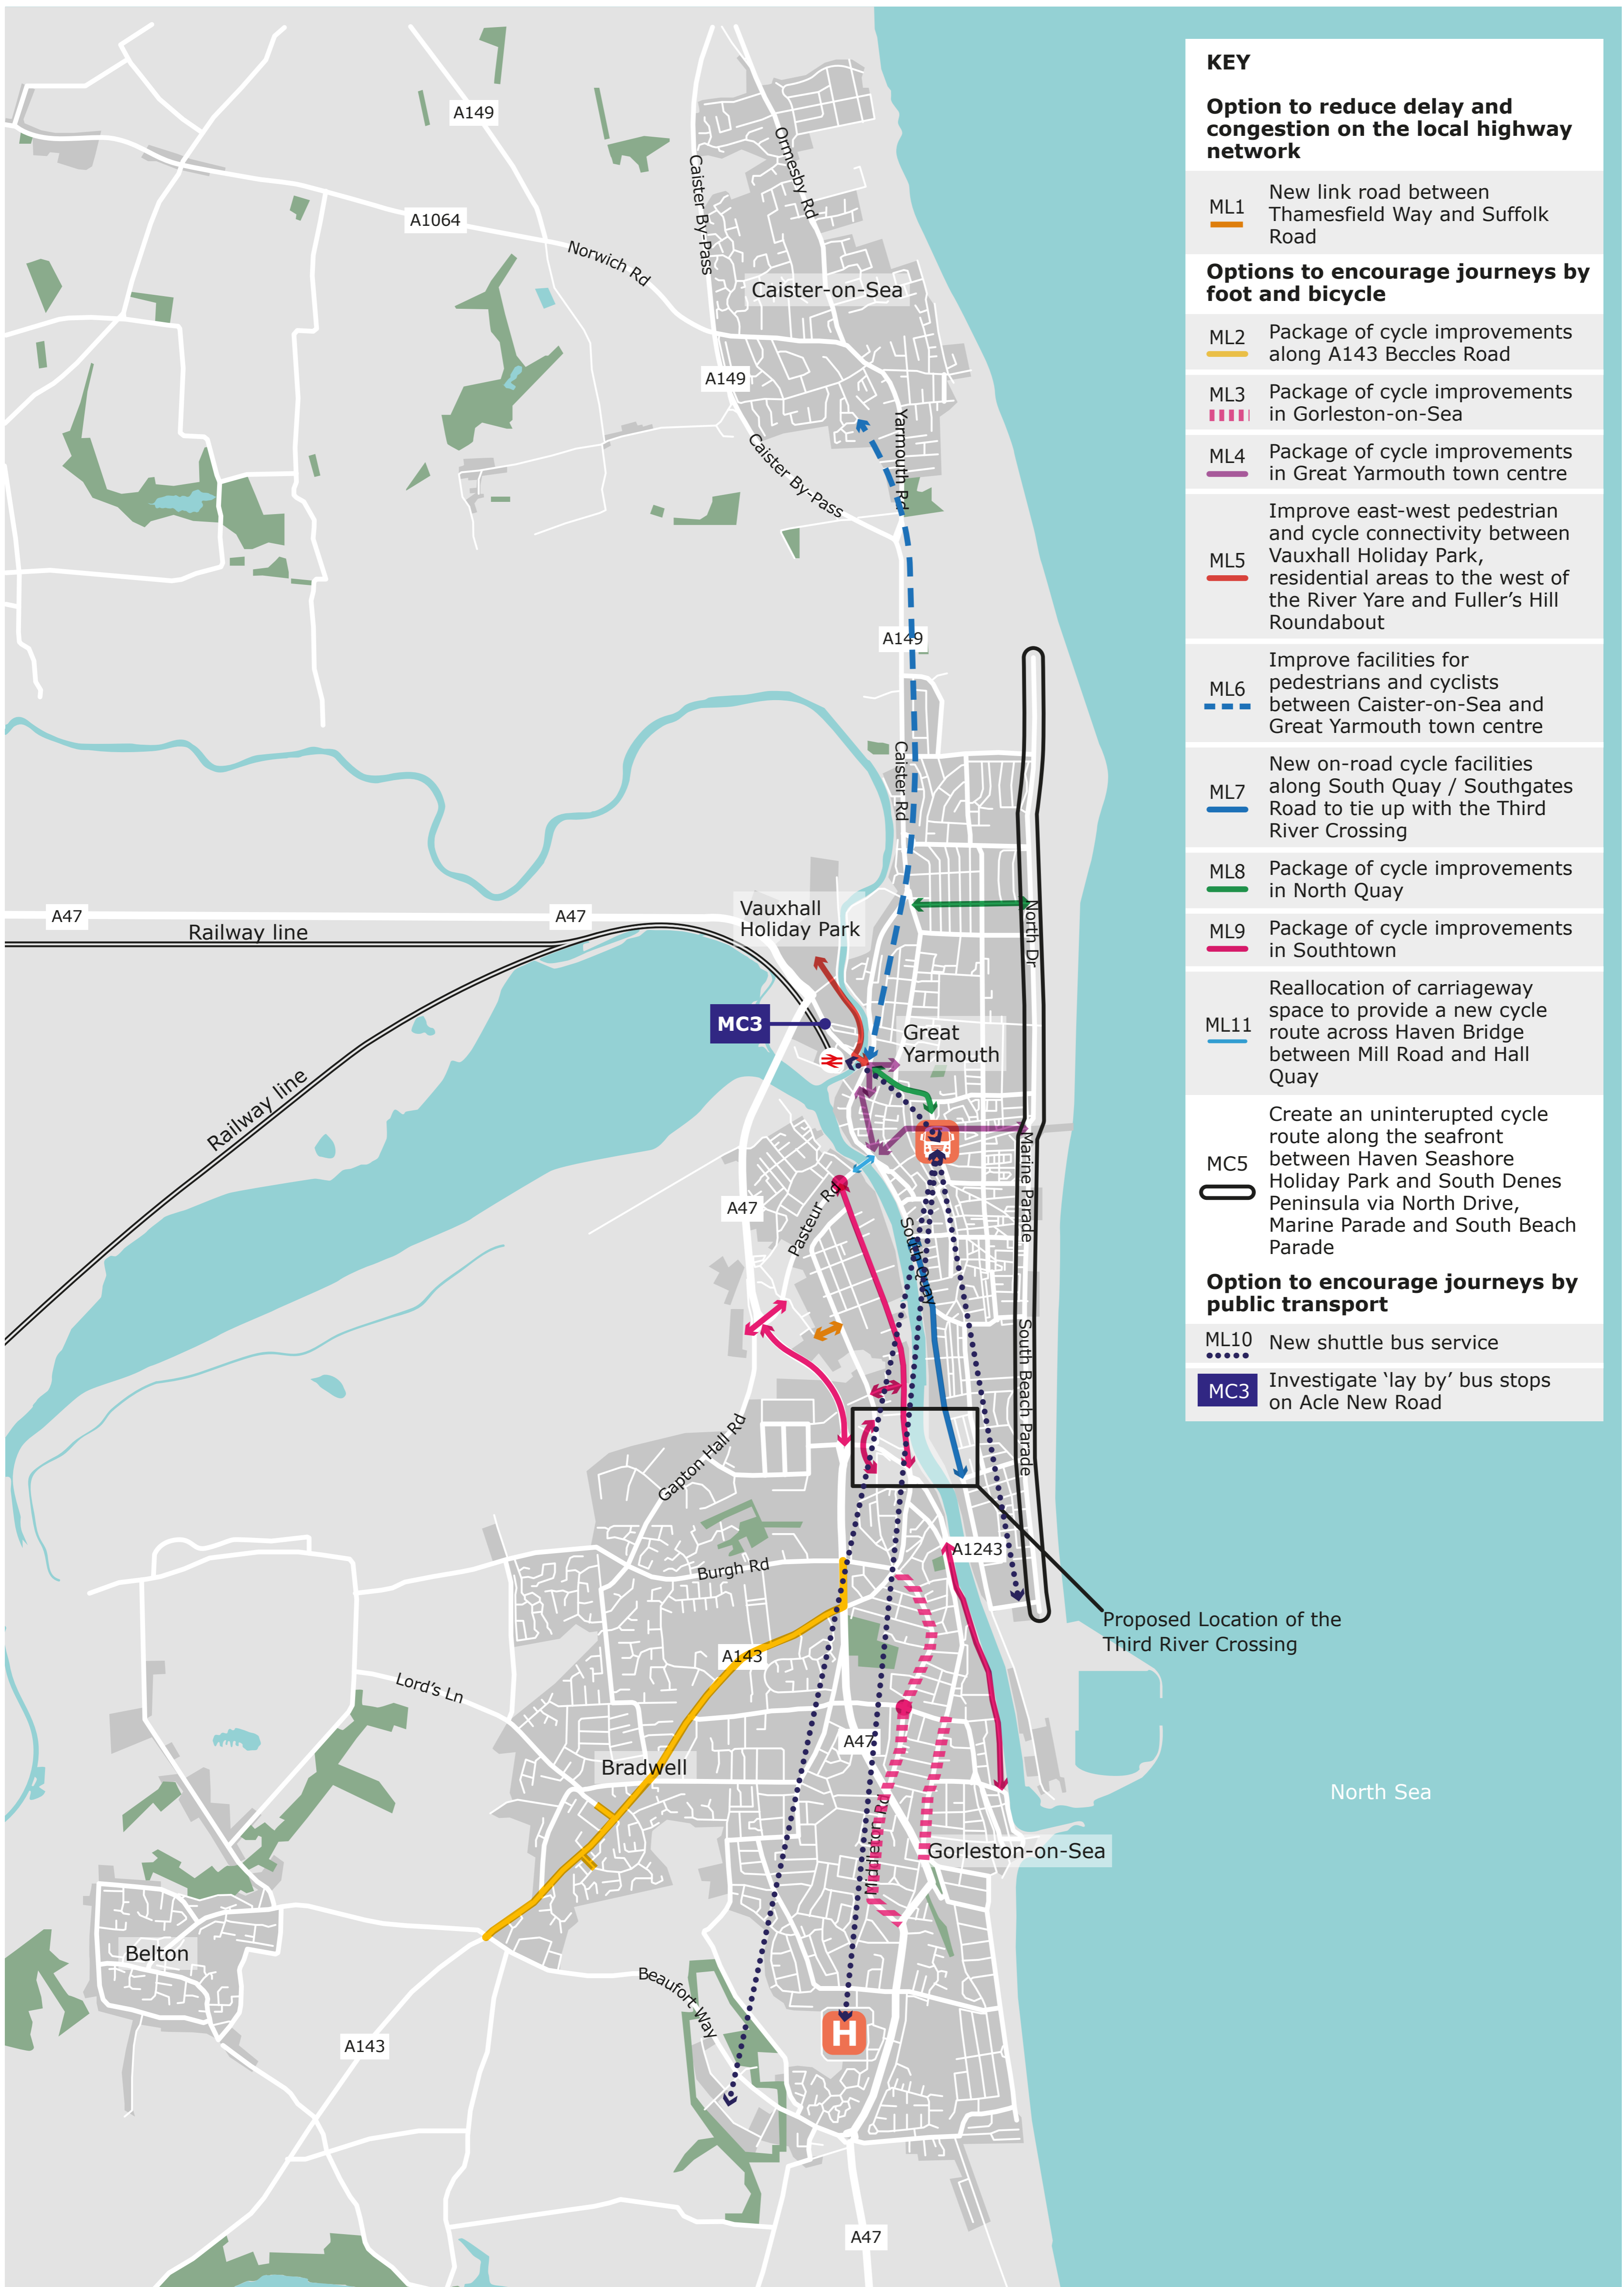 KEY
Option to reduce delay and
congestion on the local highway
network
ML1
New link road between
Thamesfield Way and Suffolk
Road
Options to encourage journeys by
foot and bicycle
ML2
Package of cycle improvements
along A143 Beccles Road
ML3
Package of cycle improvements
in Gorleston-on-Sea
ML4
Package of cycle improvements
in Great Yarmouth town centre
ML5
Improve east-west pedestrian
and cycle connectivity between
Vauxhall Holiday Park,
residential areas to the west of
the River Yare and Fuller’s Hill
Roundabout
ML6
Improve facilities for
pedestrians and cyclists
between Caister-on-Sea and
Great Yarmouth town centre
ML7
New on-road cycle facilities
along South Quay / Southgates
Road to tie up with the Third
River Crossing
ML8
Package of cycle improvements
in North Quay
ML9
Package of cycle improvements
in Southtown
ML11
Reallocation of carriageway
space to provide a new cycle
route across Haven Bridge
between Mill Road and Hall
Quay
MC5
Create an uninterupted cycle
route along the seafront
between Haven Seashore
Holiday Park and South Denes
Peninsula via North Drive,
Marine Parade and South Beach
Parade
Option to encourage journeys by
public transport
ML10
New shuttle bus service
MC3
Investigate ‘lay by’ bus stops
on Acle New Road
A149
Ormesby Rd
Caister By-Pass
A1064
Norwich Rd
Caister-on-Sea
A149
Yarmouth Rd
Caister By-Pass
A149
Caister Rd
A47
A47
Vauxhall
Holiday Park
North Dr
Railway line
MC3
Great
Yarmouth
Railway line
Marine Parade
Pasteur Rd
A47
South Quay
South Beach Parade
Gapton Hall Rd
A1243
Burgh Rd
Proposed Location of the
Third River Crossing
A143
Lord's Ln
A47
Bradwell
North Sea
Middleton Rd
Gorleston-on-Sea
Belton
Beaufort Way
H
A143
A47